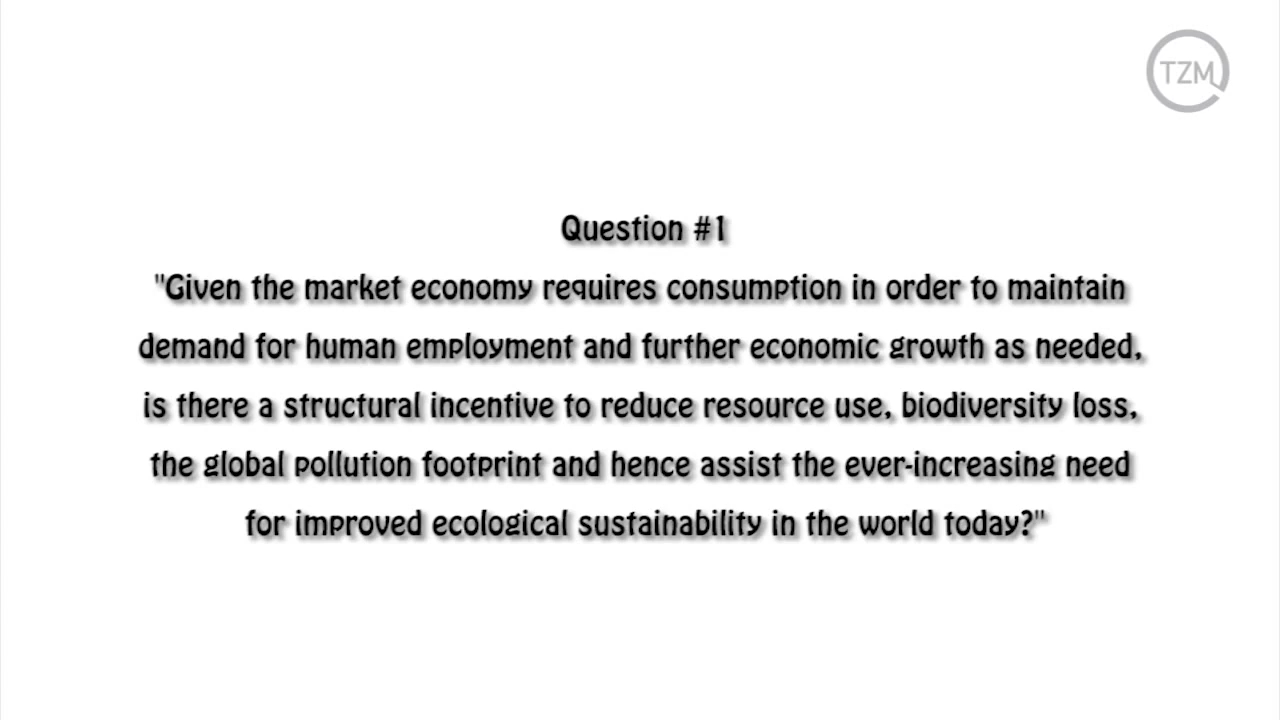 TZM
Question #1
"Given the market economy requires consumption in order to maintain
demand for human employment and further economic growth as needed,
is there a structural incentive to reduce resource use, biodiversity loss,
the global pollution footprint and hence assist the ever-increasing need
for improved ecological sustainability in the world today?"